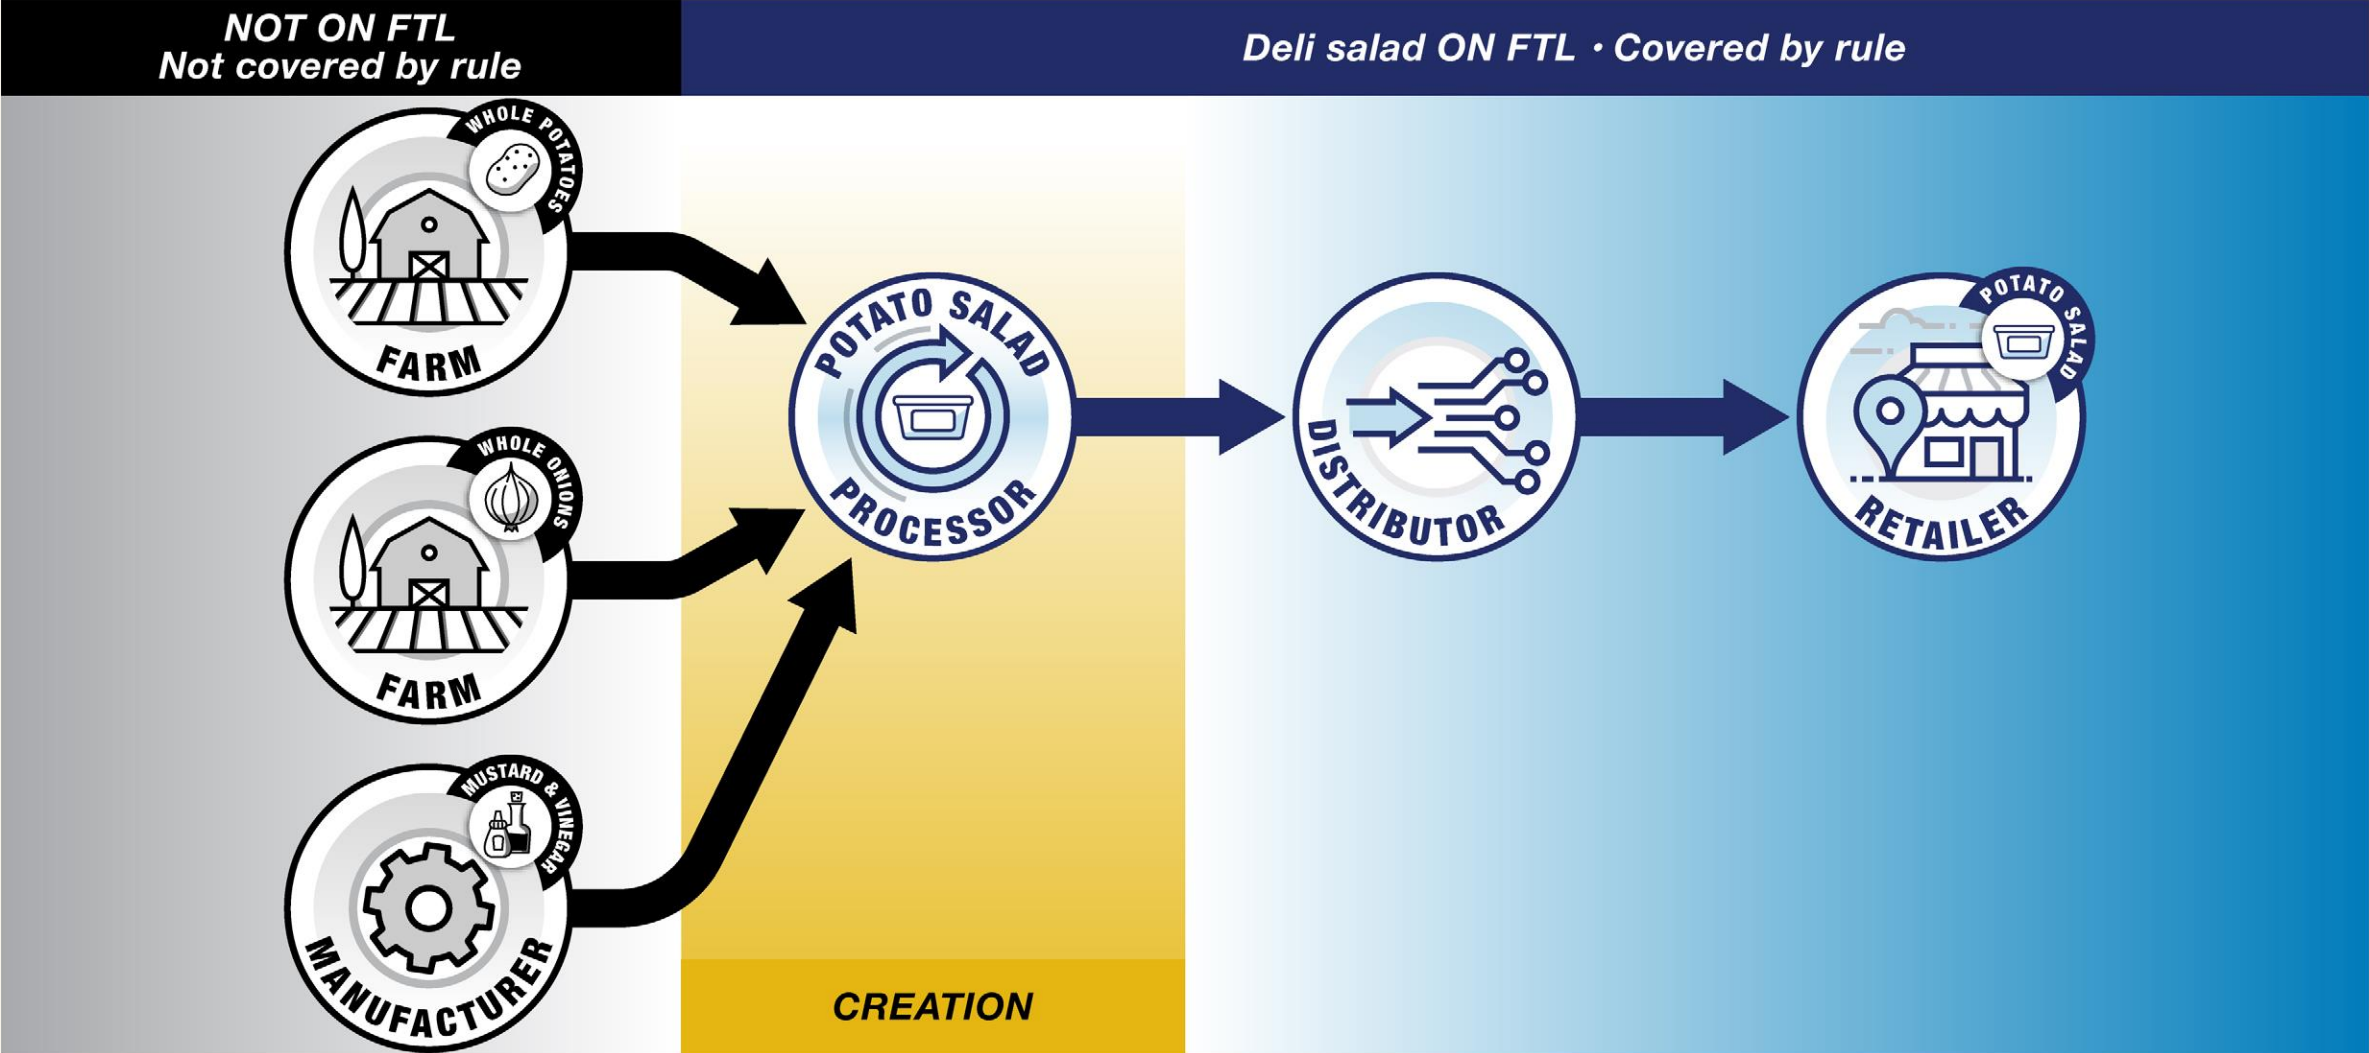 NOT ON FTL
Not covered by rule
Deli salad ON FTL • Covered by rule
WHOLE POTATOES
FARM
WHOLE ONIONS
FARM
MUSTARD & VINEGAR
MANUFACTURER
POTATO SALAD
PROCESSOR
CREATION
DISTRIBUTOR
POTATO SALAD
RETAILER